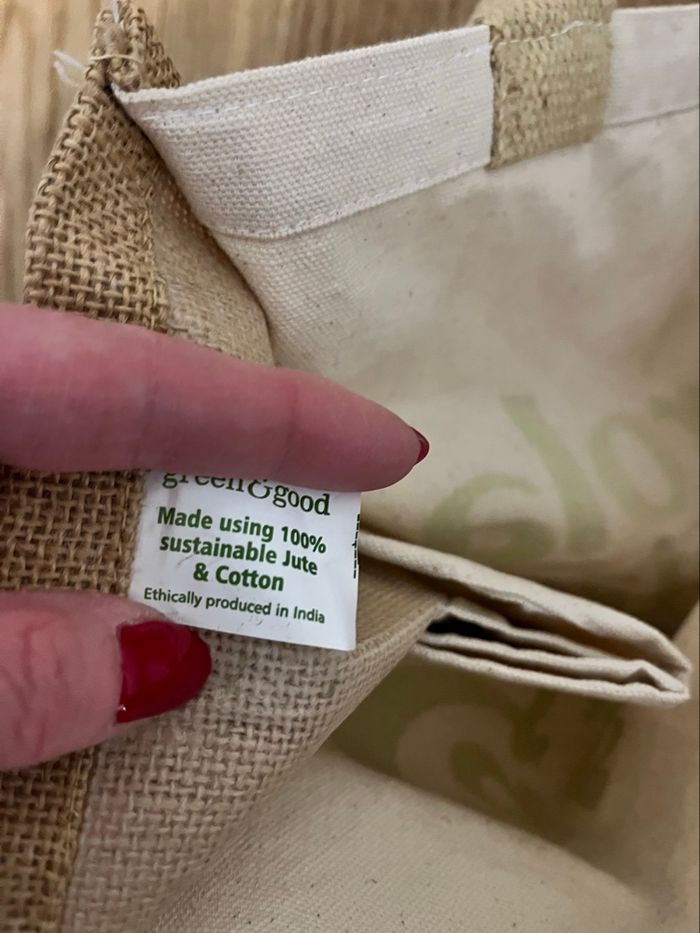 green&good
Made using 100%
sustainable Jute
& Cotton
Ethically produced in India